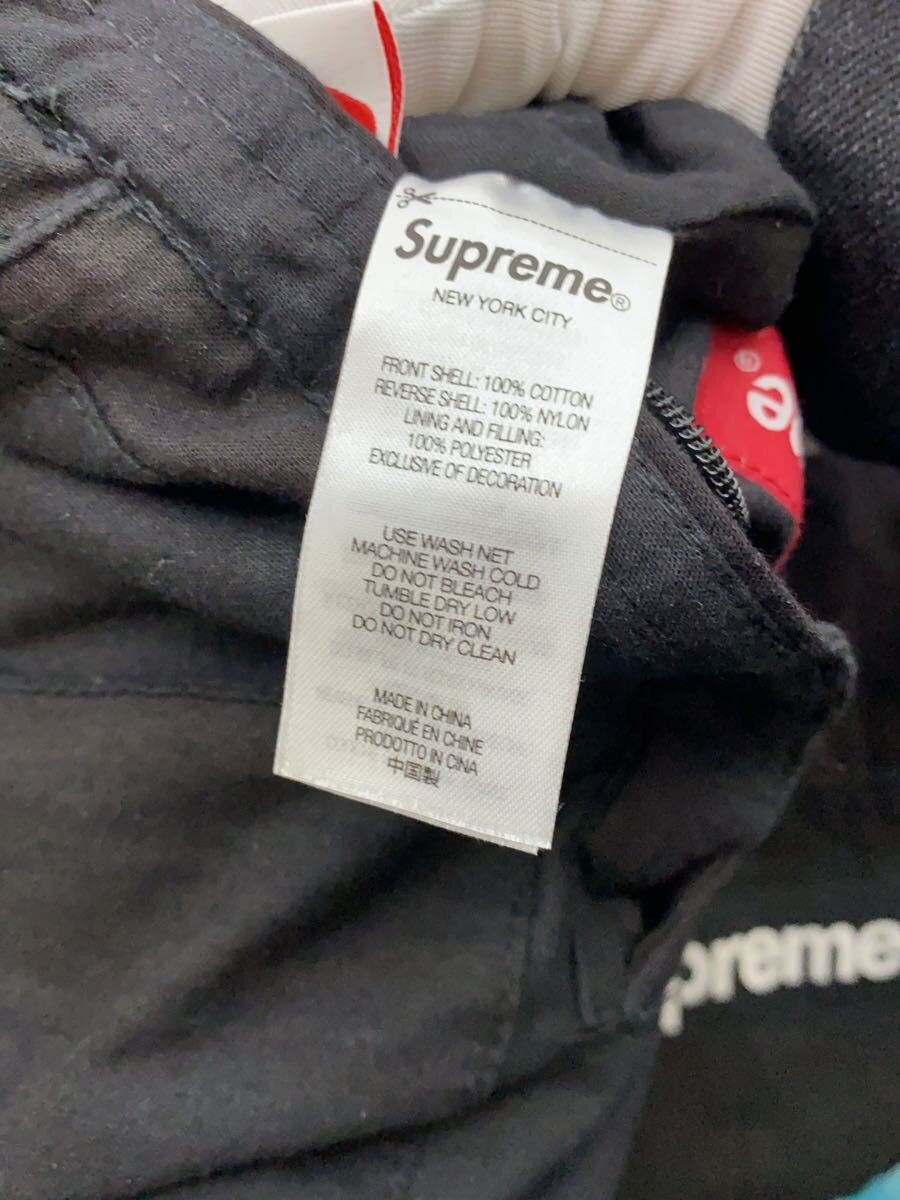 Supreme®
NEW YORK CITY
FRONT SHELL: 100% COTTON
REVERSE SHELL: 100% NYLON
LINING AND FILLING:
100% POLYESTER
EXCLUSIVE OF DECORATION
USE WASH NET
MACHINE WASH COLD
DO NOT BLEACH
TUMBLE DRY LOW
DO NOT IRON
DO NOT DRY CLEAN
MADE IN CHINA
FABRIQUÉ EN CHINE
PRODOTTO IN CINA
中国製
e®
preme